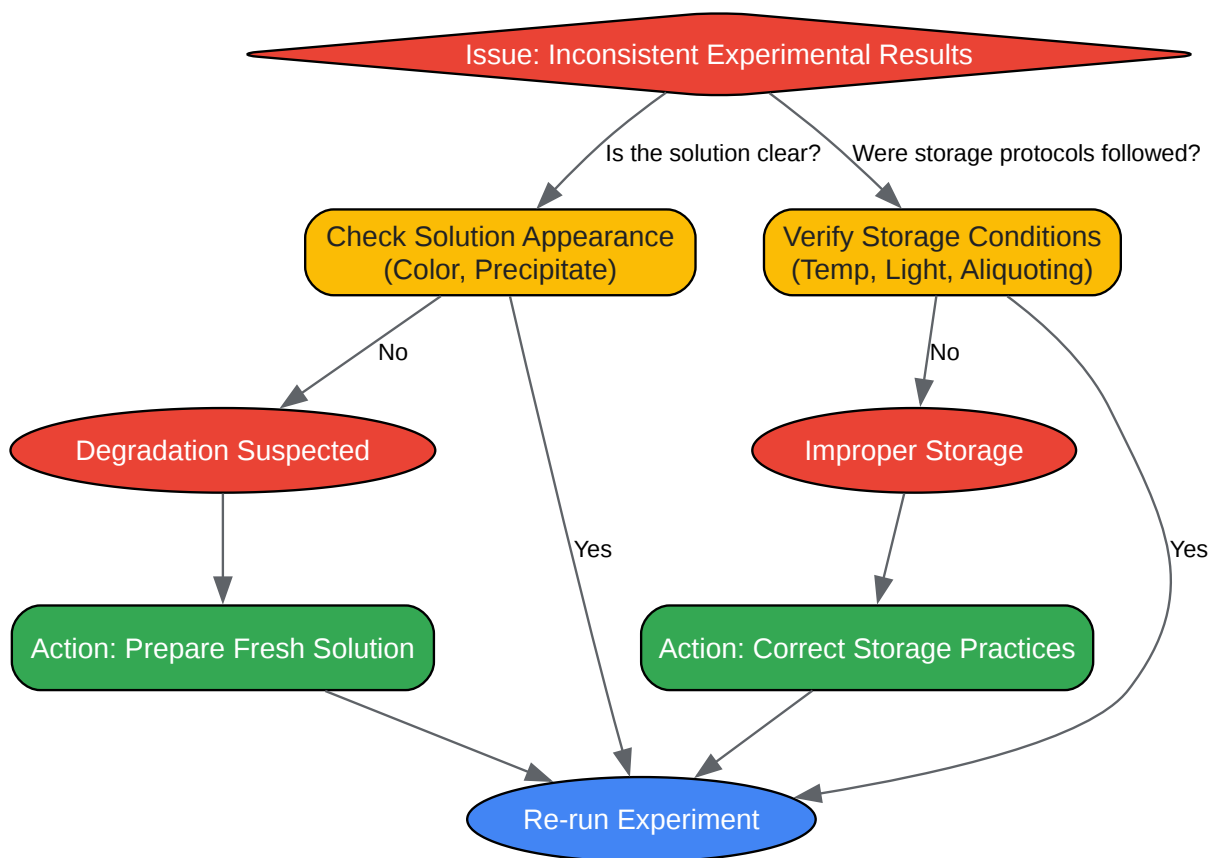 Issue: Inconsistent Experimental Results
Is the solution clear?
Were storage protocols followed?
Check Solution Appearance
(Color, Precipitate)
Verify Storage Conditions
(Temp, Light, Aliquoting)
No
No
Degradation Suspected
Improper Storage
Yes
Yes
Action: Prepare Fresh Solution
Action: Correct Storage Practices
Re-run Experiment